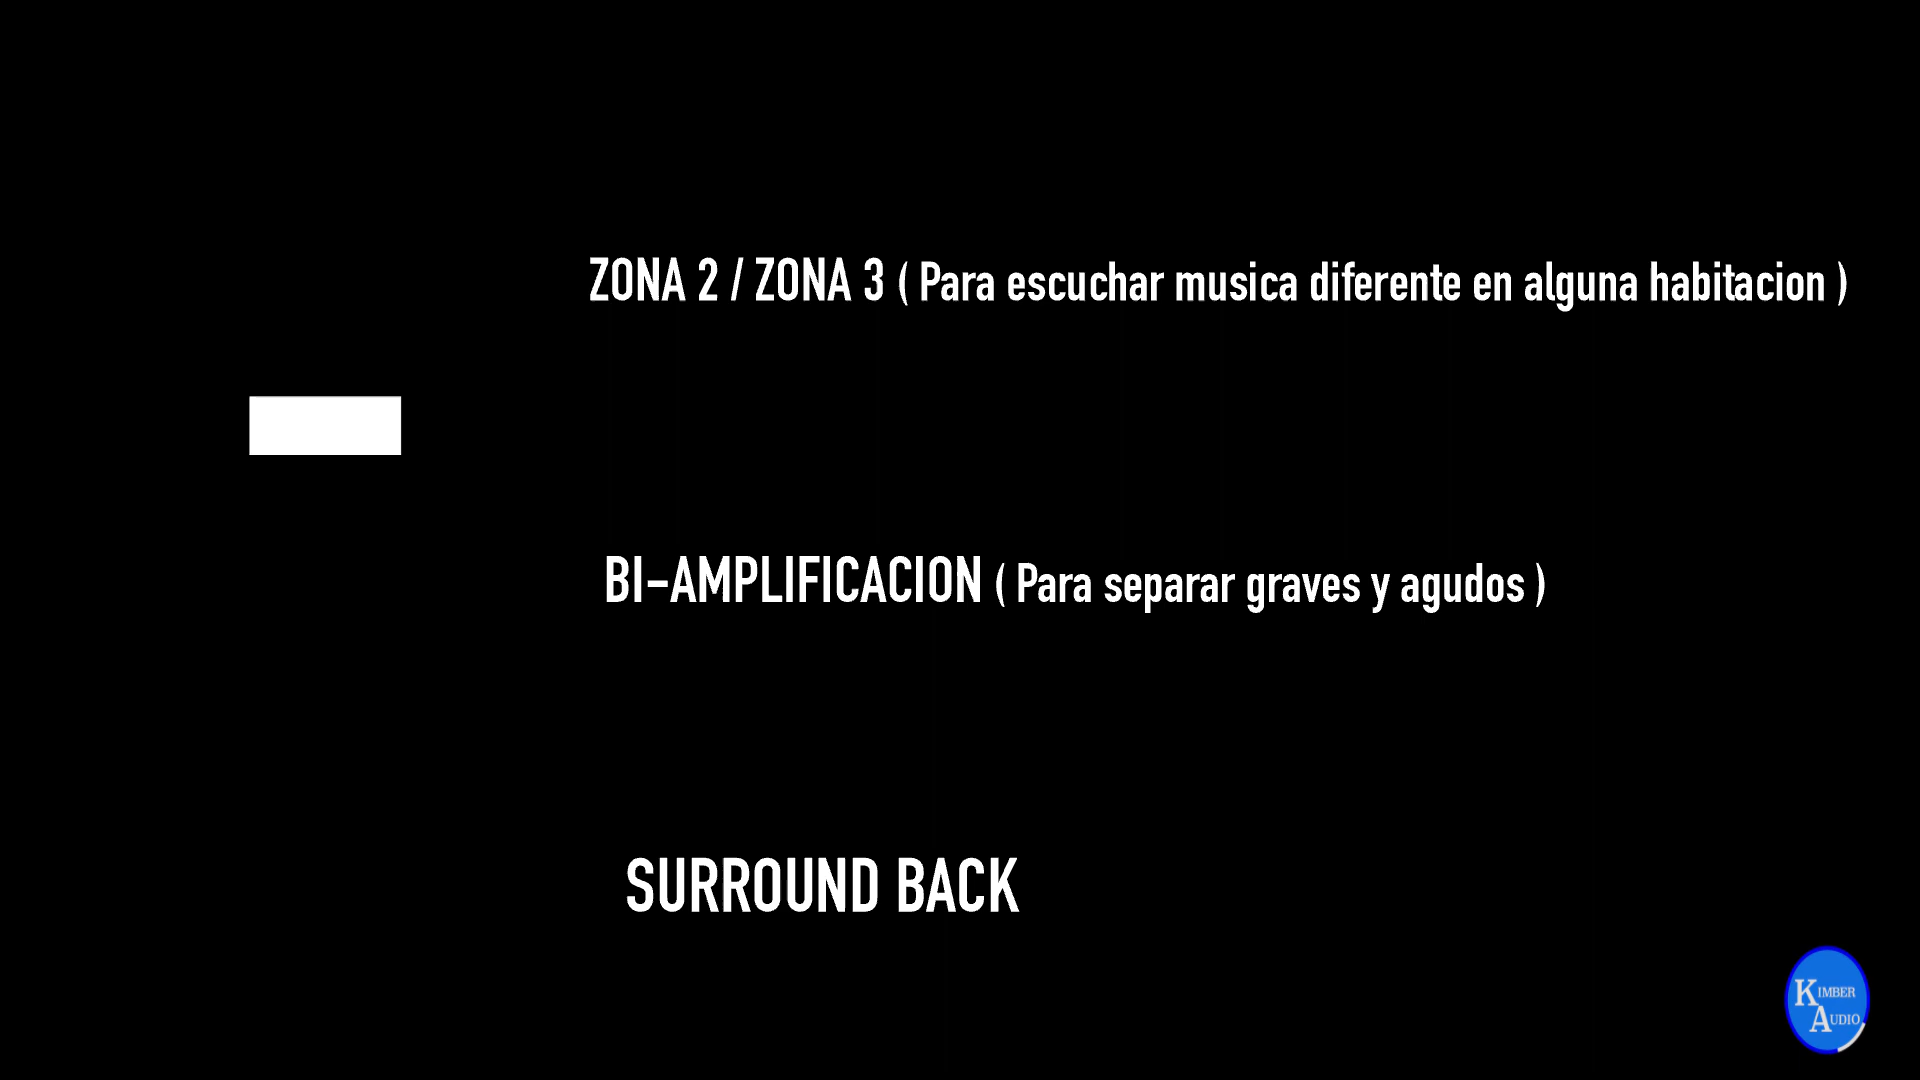 ZONA 2 / ZONA 3 ( Para escuchar musica diferente en alguna habitacion )
BI-AMPLIFICACION ( Para separar graves y agudos )
SURROUND BACK
KIMBER
AUDIO